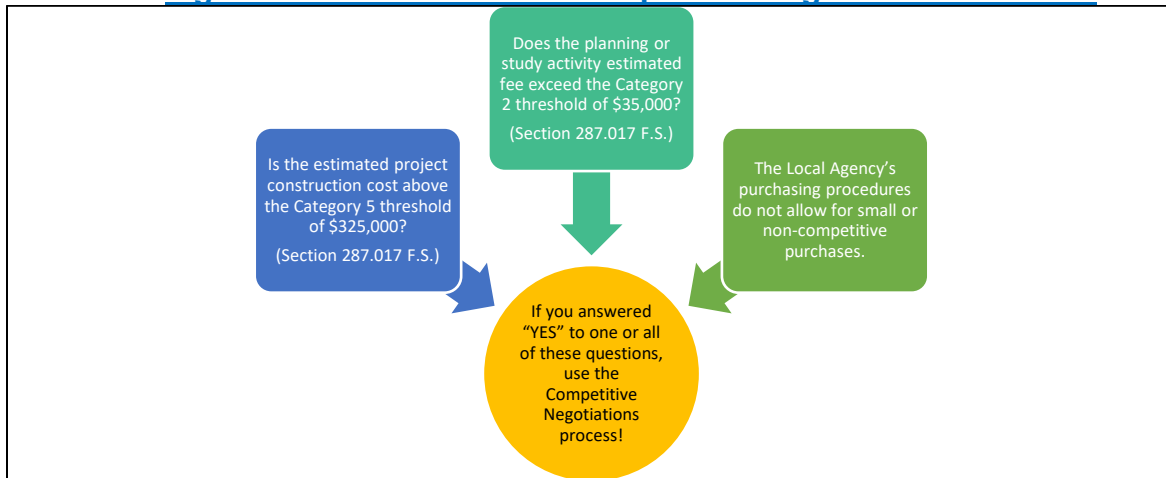 Does the planning or
study activity estimated
fee exceed the Category
2 threshold of $35,000?
(Section 287.017 F.S.)
Is the estimated project
construction cost above
the Category 5 threshold
of $325,000?
(Section 287.017 F.S.)
The Local Agency’s
purchasing procedures
do not allow for small or
non-competitive
purchases.
If you answered
“YES” to one or all
of these questions,
use the
Competitive
Negotiations
process!